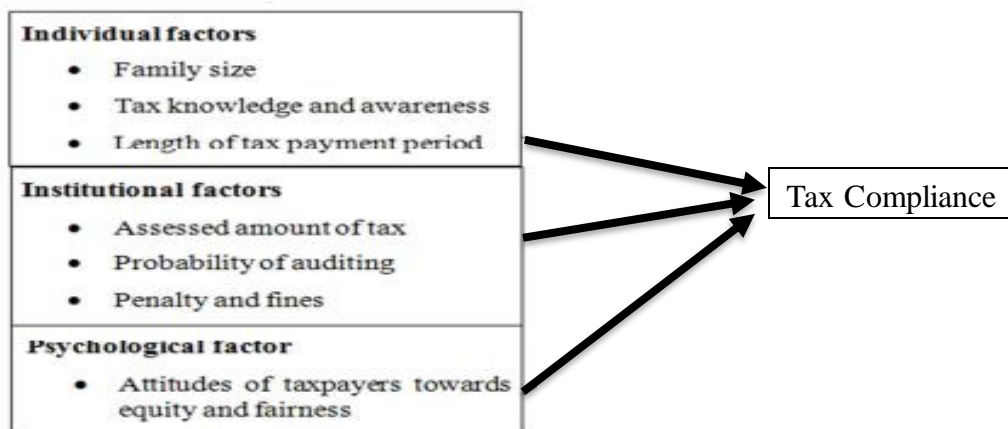 Individual factors
• Family size
• Tax knowledge and awareness
• Length of tax payment period
Institutional factors
• Assessed amount of tax
• Probability of auditing
• Penalty and fines
Psychological factor
• Attitudes of taxpayers towards
equity and fairness
Tax Compliance